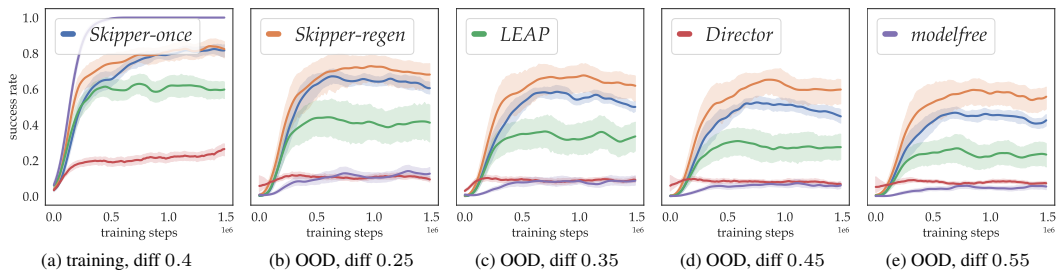 Skipper-once
Skipper-regen
LEAP
Director
modelfree
success rate
1.0
0.8
0.6
0.4
0.2
0.0
0.0 0.5 1.0 1.5
1e6
training steps
0.0 0.5 1.0 1.5
1e6
training steps
0.0 0.5 1.0 1.5
1e6
training steps
0.0 0.5 1.0 1.5
1e6
training steps
0.0 0.5 1.0 1.5
1e6
training steps
(a) training, diff 0.4
(b) OOD, diff 0.25
(c) OOD, diff 0.35
(d) OOD, diff 0.45
(e) OOD, diff 0.55